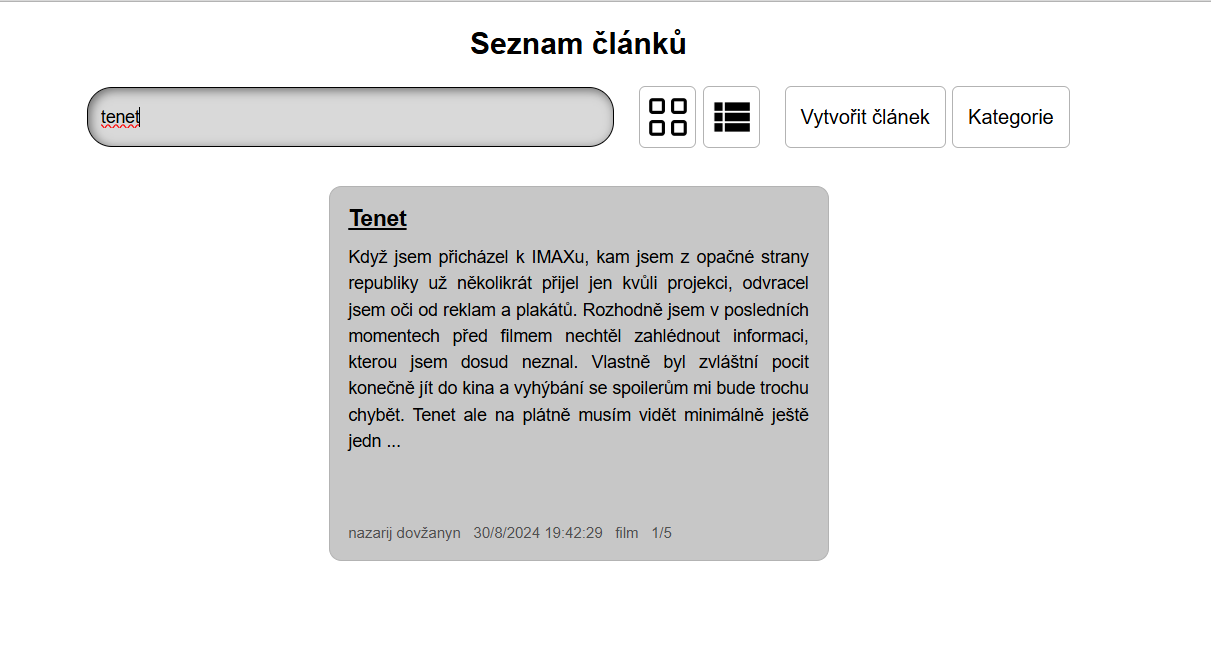 Seznam článků
tenet
Vytvořit článek
Kategorie
Tenet
Když jsem přicházel k IMAXu, kam jsem z opačné strany
republiky už několikrát přijel jen kvůli projekci, odvracel
jsem oči od reklam a plakátů. Rozhodně jsem v posledních
momentech před filmem nechtěl zahlédnout informaci,
kterou jsem dosud neznal. Vlastně byl zvláštní pocit
konečně jít do kina a vyhýbání se spoilerům mi bude trochu
chybět. Tenet ale na plátně musím vidět minimálně ještě
jedn ...
nazarij dovžanyn 30/8/2024 19:42:29 film 1/5